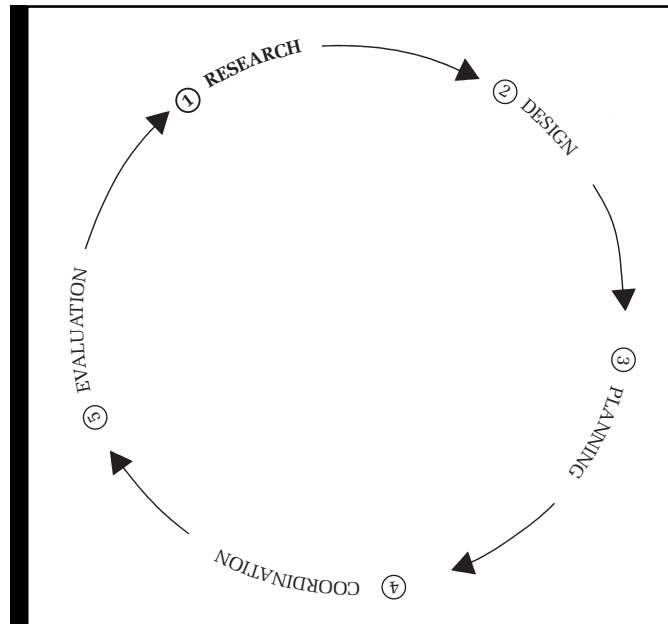 ① RESEARCH
② DESIGN
③ PLANNING
④ COORDINATION
⑤ EVALUATION